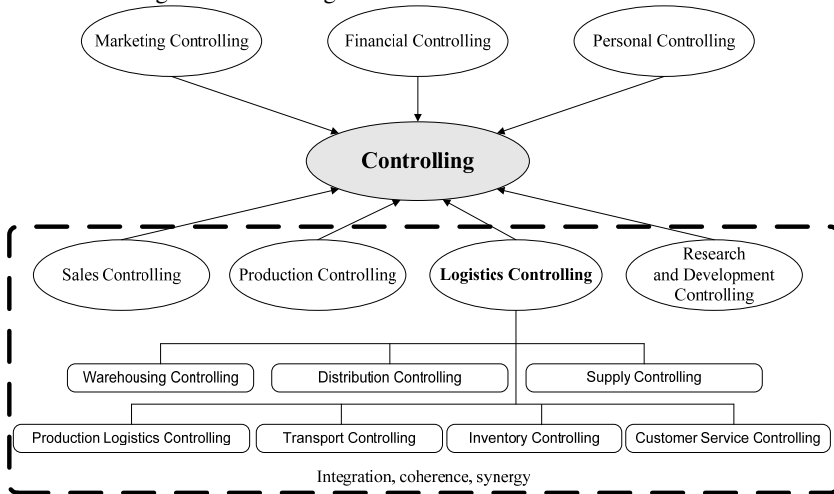 Marketing Controlling
Financial Controlling
Personal Controlling
Controlling
Sales Controlling
Production Controlling
Logistics Controlling
Research
and Development
Controlling
Warehousing Controlling
Distribution Controlling
Supply Controlling
Production Logistics Controlling
Transport Controlling
Inventory Controlling
Customer Service Controlling
Integration, coherence, synergy